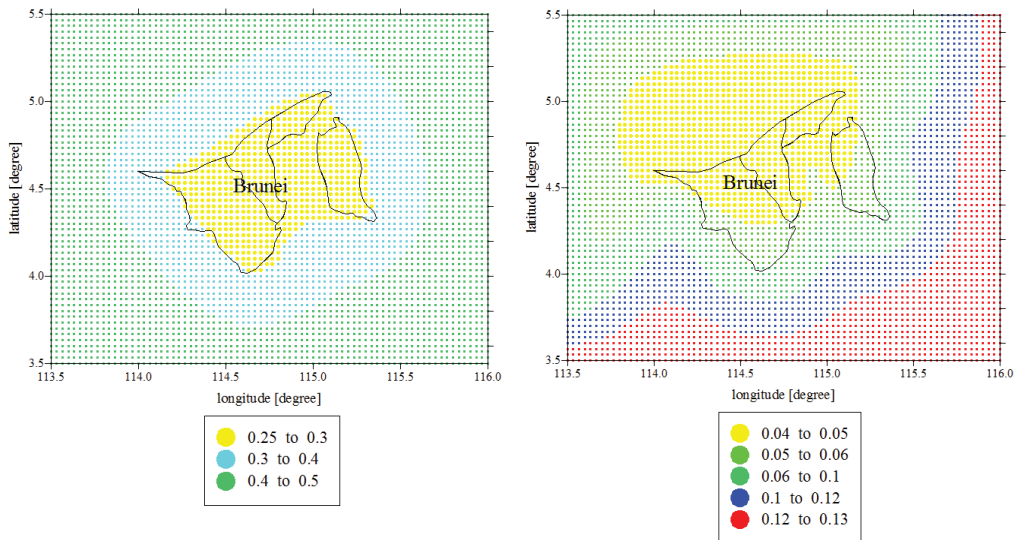 5.5
5.0
4.5
4.0
3.5
latitude [degree]
Brunei
113.5 114.0 114.5 115.0 115.5 116.0
longitude [degree]
0.25 to 0.3
0.3 to 0.4
0.4 to 0.5
5.5
5.0
4.5
4.0
3.5
latitude [degree]
Brunei
113.5 114.0 114.5 115.0 115.5 116.0
longitude [degree]
0.04 to 0.05
0.05 to 0.06
0.06 to 0.1
0.1 to 0.12
0.12 to 0.13